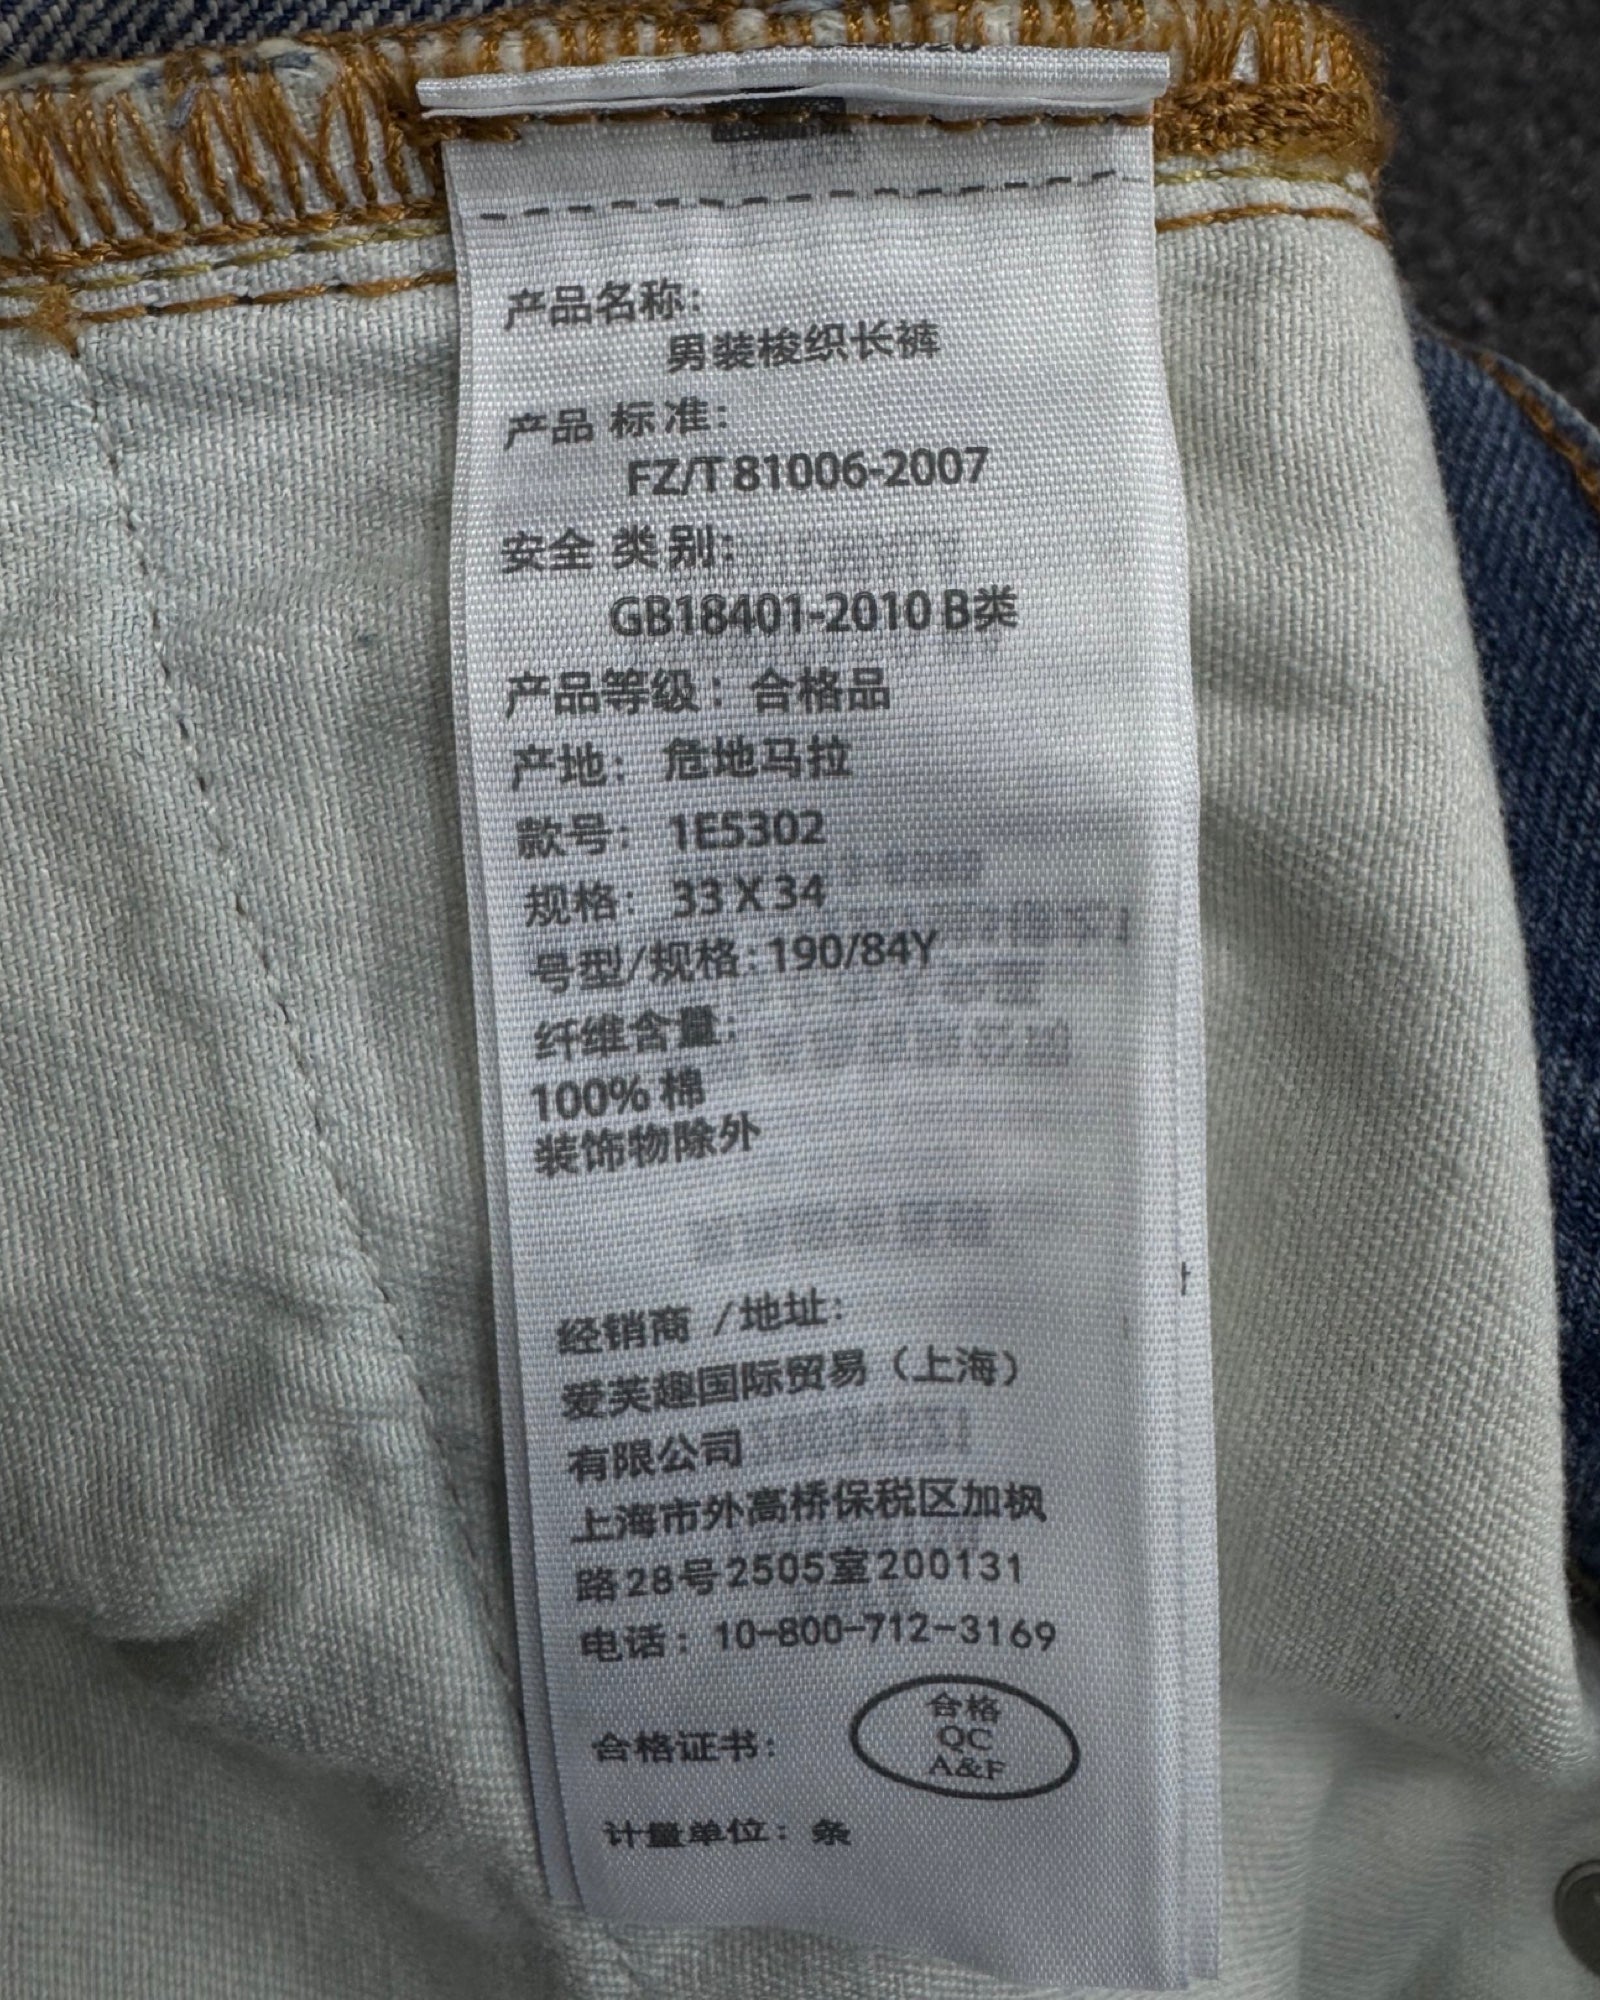 产品名称:
男装梭织长裤
产品 标准:
FZ/T 81006-2007
安全 类别:
GB18401-2010 B类
产品等级: 合格品
产地: 危地马拉
款号: 1E5302
规格: 33 X 34
号型/规格: 190/84Y
纤维含量:
100% 棉
装饰物除外
经销商 /地址:
爱芙趣国际贸易（上海）
有限公司
上海市外高桥保税区加枫
路28号2505室200131
电话: 10-800-712-3169
合格证书:
合格
QC
A&F
计量单位: 条